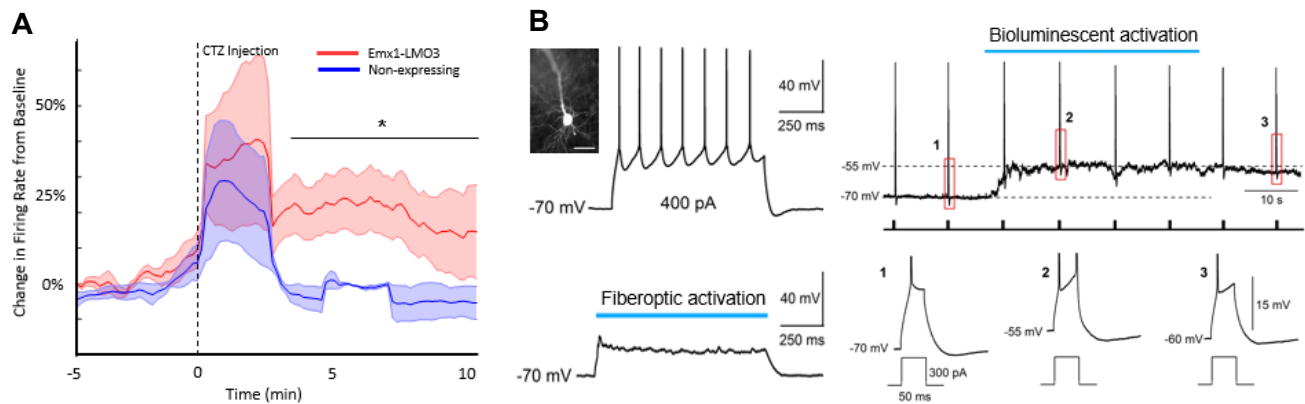 A
CTZ Injection
Emx1-LMO3
Non-expressing
*
50%
25%
0%
Change in Firing Rate from Baseline
-5
0
5
10
Time (min)
B
40 mV
250 ms
-70 mV
400 pA
Fiberoptic activation
40 mV
250 ms
-70 mV
Bioluminescent activation
1
2
3
-55 mV
-70 mV
10 s
1
2
3
-70 mV
-55 mV
-60 mV
15 mV
300 pA
50 ms